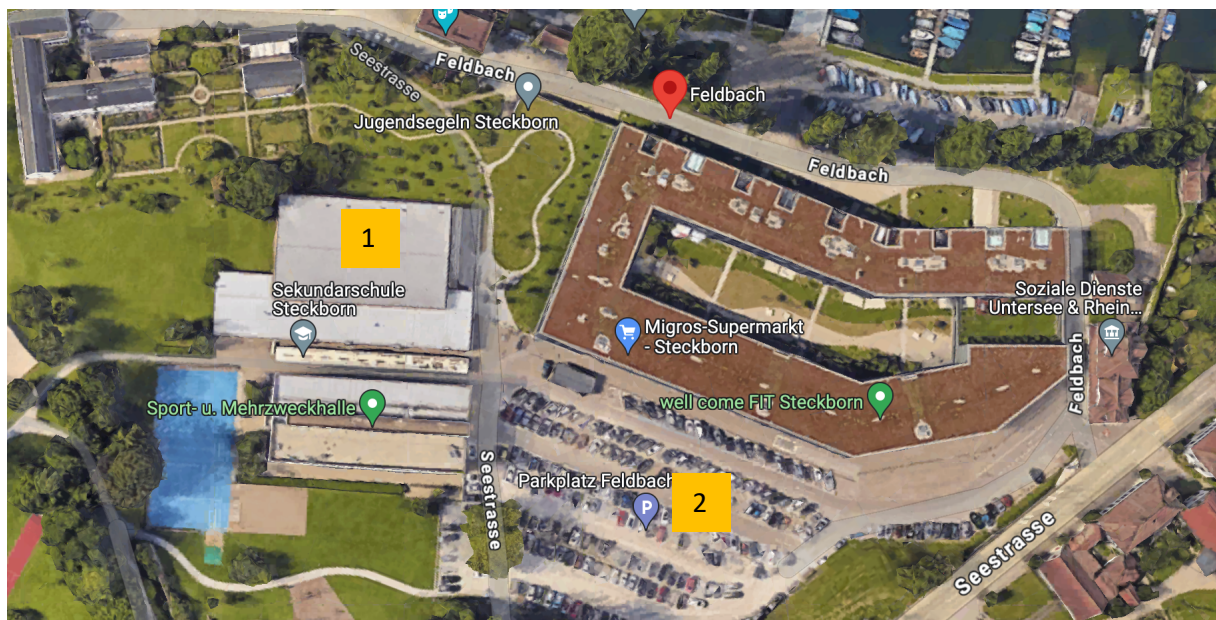 Seestrasse
Feldbach
Jugendsegeln Steckborn
Feldbach
Feldbach
1
Sekundarschule
Steckborn
Soziale Dienste
Untersee & Rhein...
Migros-Supermarkt
- Steckborn
Feldbach
Sport- u. Mehrzweckhalle
well come FIT Steckborn
Seestrasse
Parkplatz Feldbach
P
2
Seestrasse